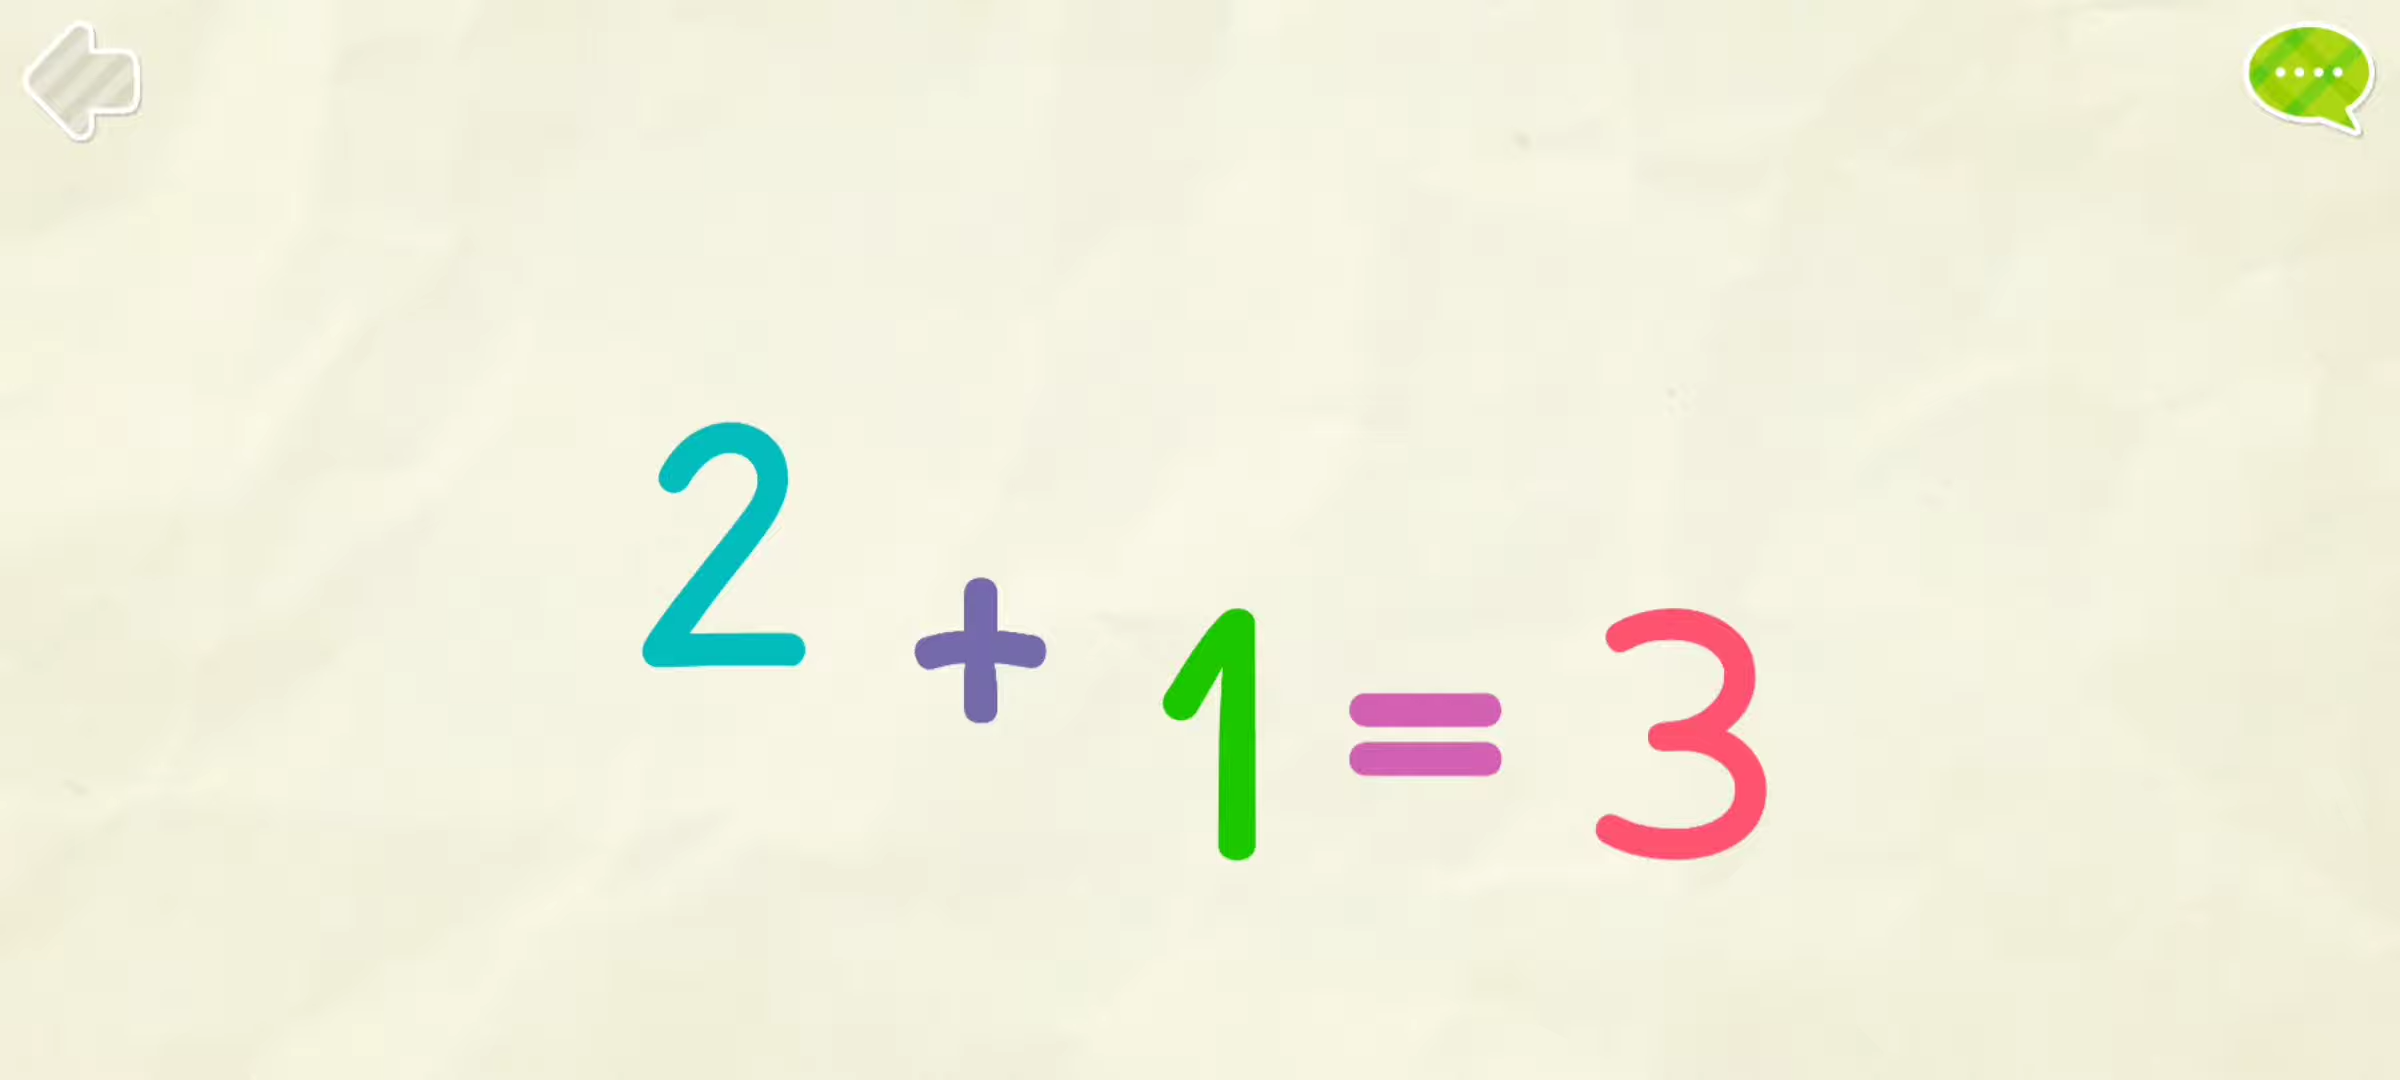 2 + 1 = 3